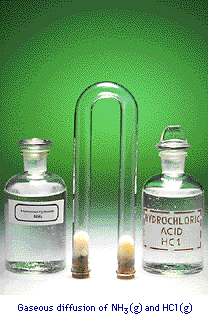 HYDROCHLORIC
ACID
HCl
Gaseous diffusion of NH3(g) and HCl(g)